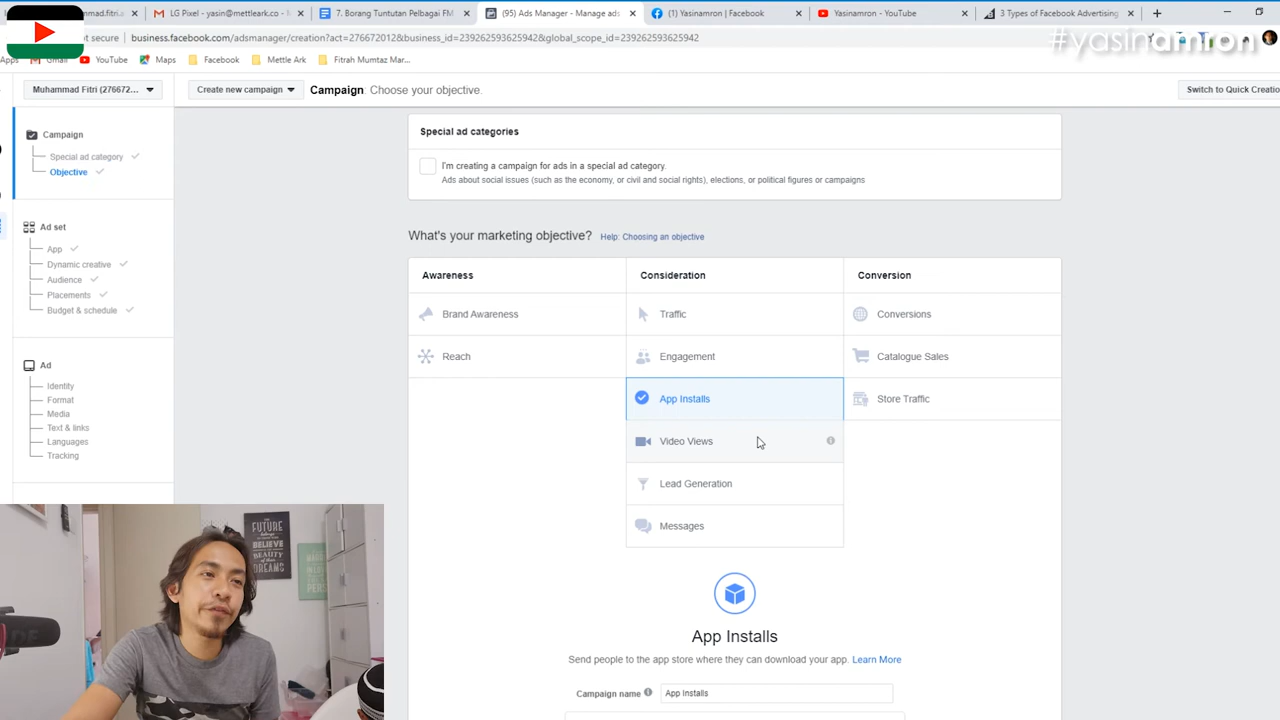 LG Pixel - yasin@mettleark.co -
7. Borang Tuntutan Pelbagai FM
(95) Ads Manager - Manage ads
(1) Yasinamron | Facebook
Yasinamron - YouTube
3 Types of Facebook Advertising
business.facebook.com/adsmanager/creation?act=276672012&business_id=239262593625942&global_scope_id=239262593625942
#yasinamron
Apps
Gmail
YouTube
Maps
Facebook
Mettle Ark
Fitrah Mumtaz Mar...
Muhammad Fitri (276672...
Create new campaign
Campaign: Choose your objective.
Switch to Quick Creation
Campaign
Special ad category
Objective
Ad set
App
Dynamic creative
Audience
Placements
Budget & schedule
Ad
Identity
Format
Media
Text & links
Languages
Tracking
Special ad categories
I'm creating a campaign for ads in a special ad category.
Ads about social issues (such as the economy, or civil and social rights), elections, or political figures or campaigns
What's your marketing objective? Help: Choosing an objective
Awareness
Consideration
Conversion
Brand Awareness
Traffic
Conversions
Reach
Engagement
Catalogue Sales
App Installs
Store Traffic
Video Views
Lead Generation
Messages
App Installs
Send people to the app store where they can download your app. Learn More
Campaign name
App Installs
FUTURE
BELIEVE
BEAUTY
DREAMS